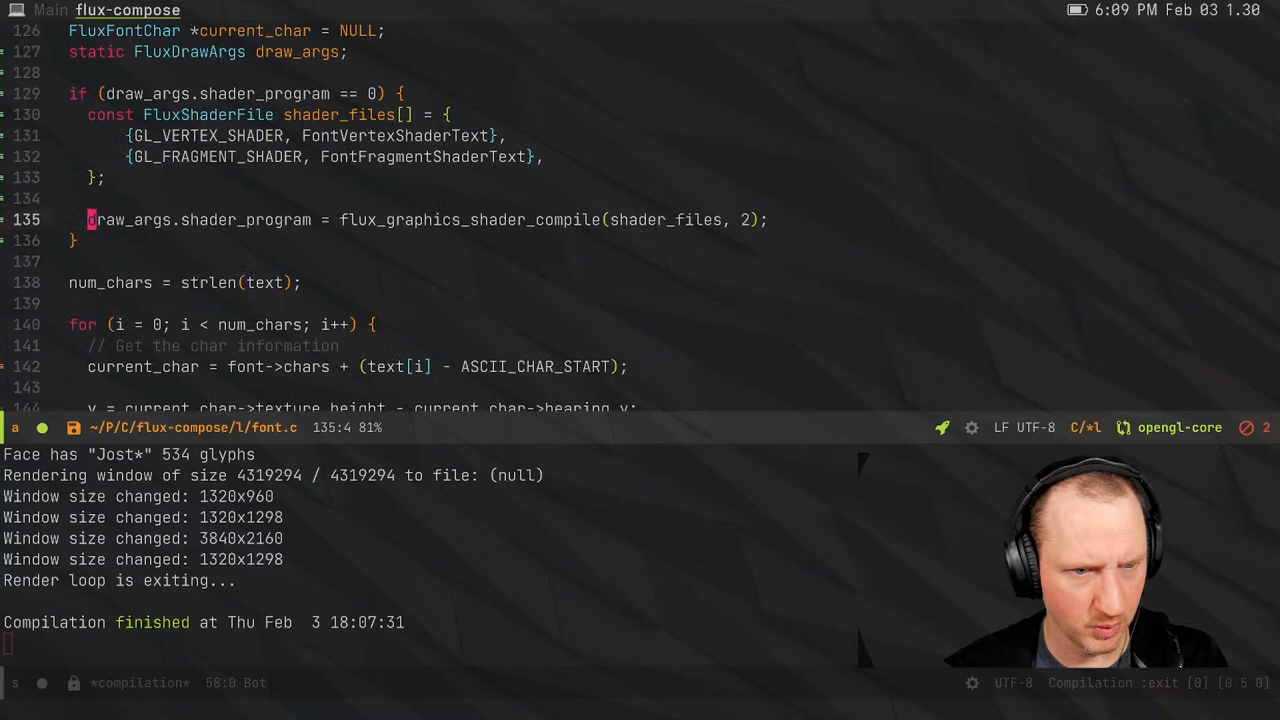 Main flux-compose 6:09 PM Feb 03 1.30
126 FluxFontChar *current_char = NULL;
127 static FluxDrawArgs draw_args;
128
129 if (draw_args.shader_program == 0) {
130 const FluxShaderFile shader_files[] = {
131 {GL_VERTEX_SHADER, FontVertexShaderText},
132 {GL_FRAGMENT_SHADER, FontFragmentShaderText},
133 };
134
135 draw_args.shader_program = flux_graphics_shader_compile(shader_files, 2);
136 }
137
138 num_chars = strlen(text);
139
140 for (i = 0; i < num_chars; i++) {
141 // Get the char information
142 current_char = font->chars + (text[i] - ASCII_CHAR_START);
143
144 y = current_char->texture_height - current_char->bearing_y;
a ~/P/C/flux-compose/l/font.c 135:4 81% LF UTF-8 C/*l opengl-core 2
Face has "Jost*" 534 glyphs
Rendering window of size 4319294 / 4319294 to file: (null)
Window size changed: 1320x960
Window size changed: 1320x1298
Window size changed: 3840x2160
Window size changed: 1320x1298
Render loop is exiting...
Compilation finished at Thu Feb 3 18:07:31
s *compilation* 58:0 Bot UTF-8 Compilation :exit [0] [0 5 0]